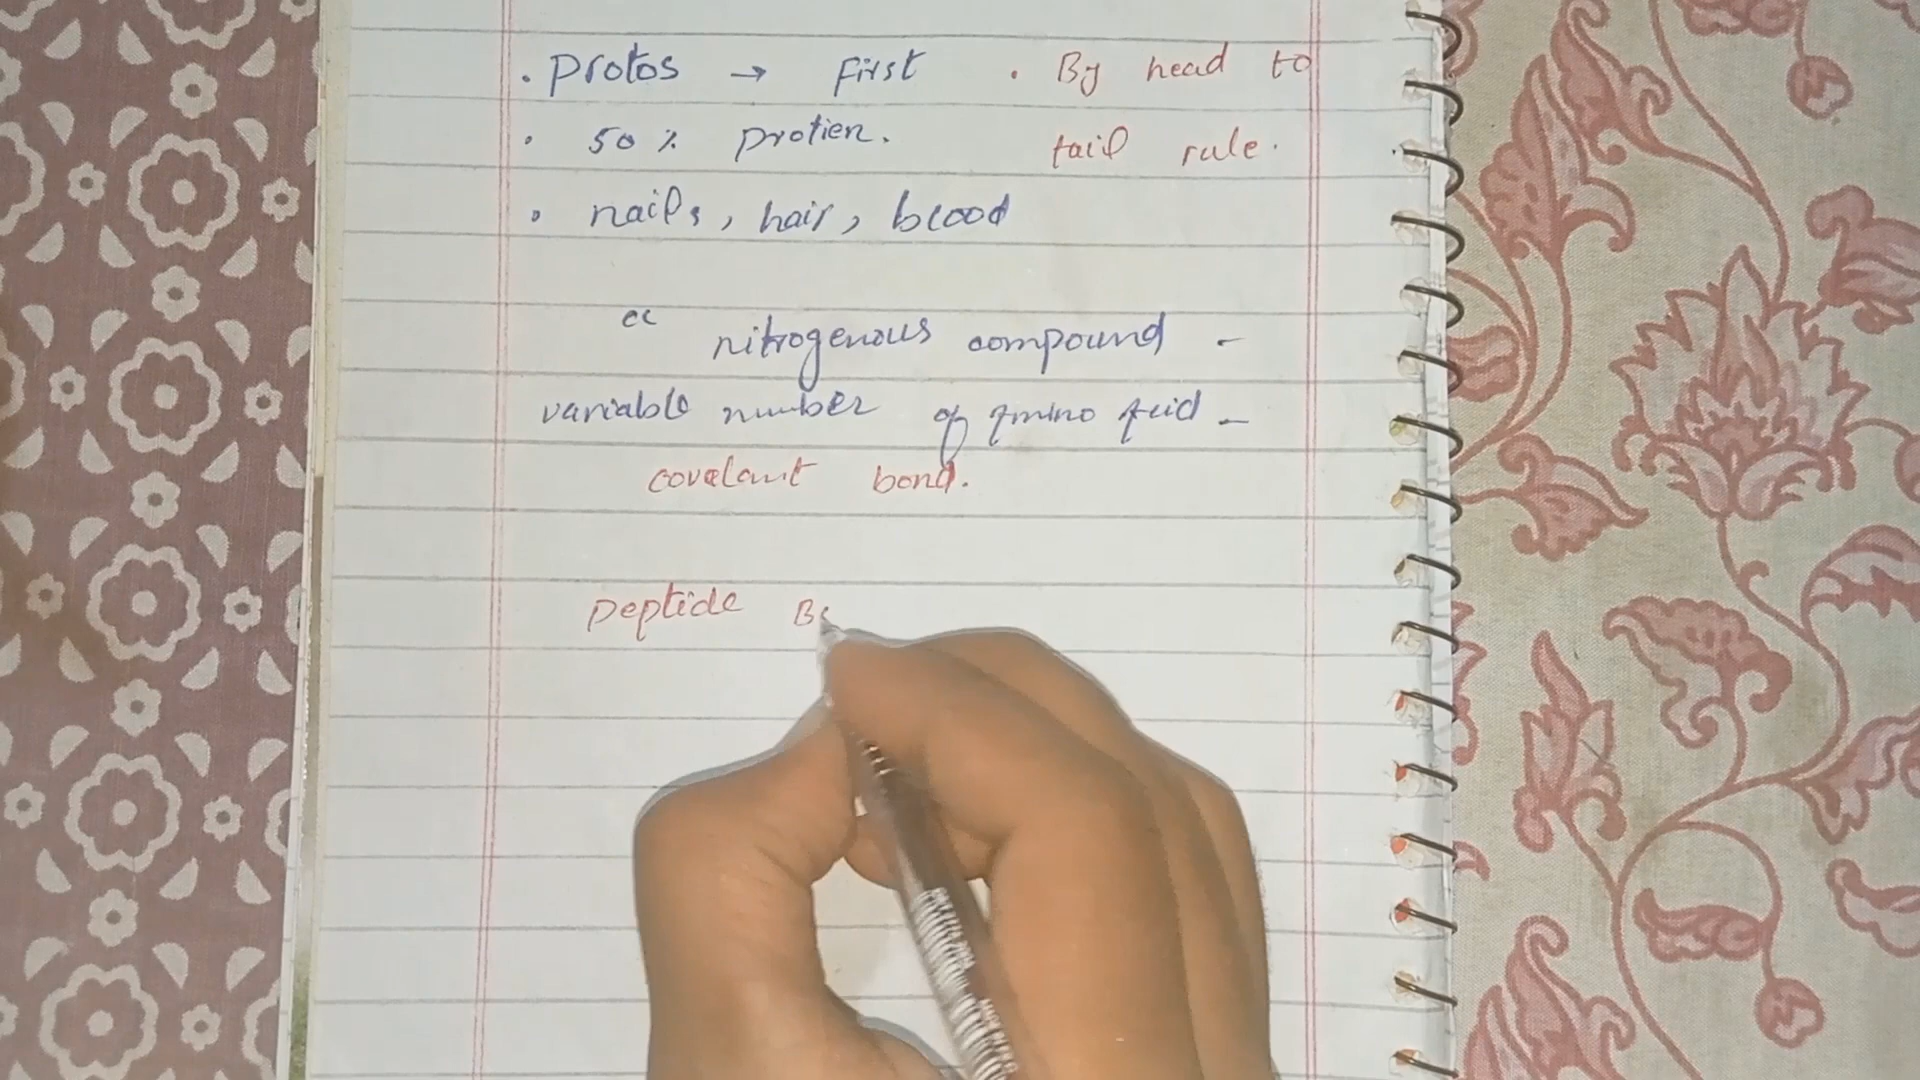 . Protos → First
. 50 % Protien.
. nails, hair, blood
. By head to
tail rule.
“ nitrogenous compound -
variable number of Amino Acid -
covalant bond.
Peptide Bo